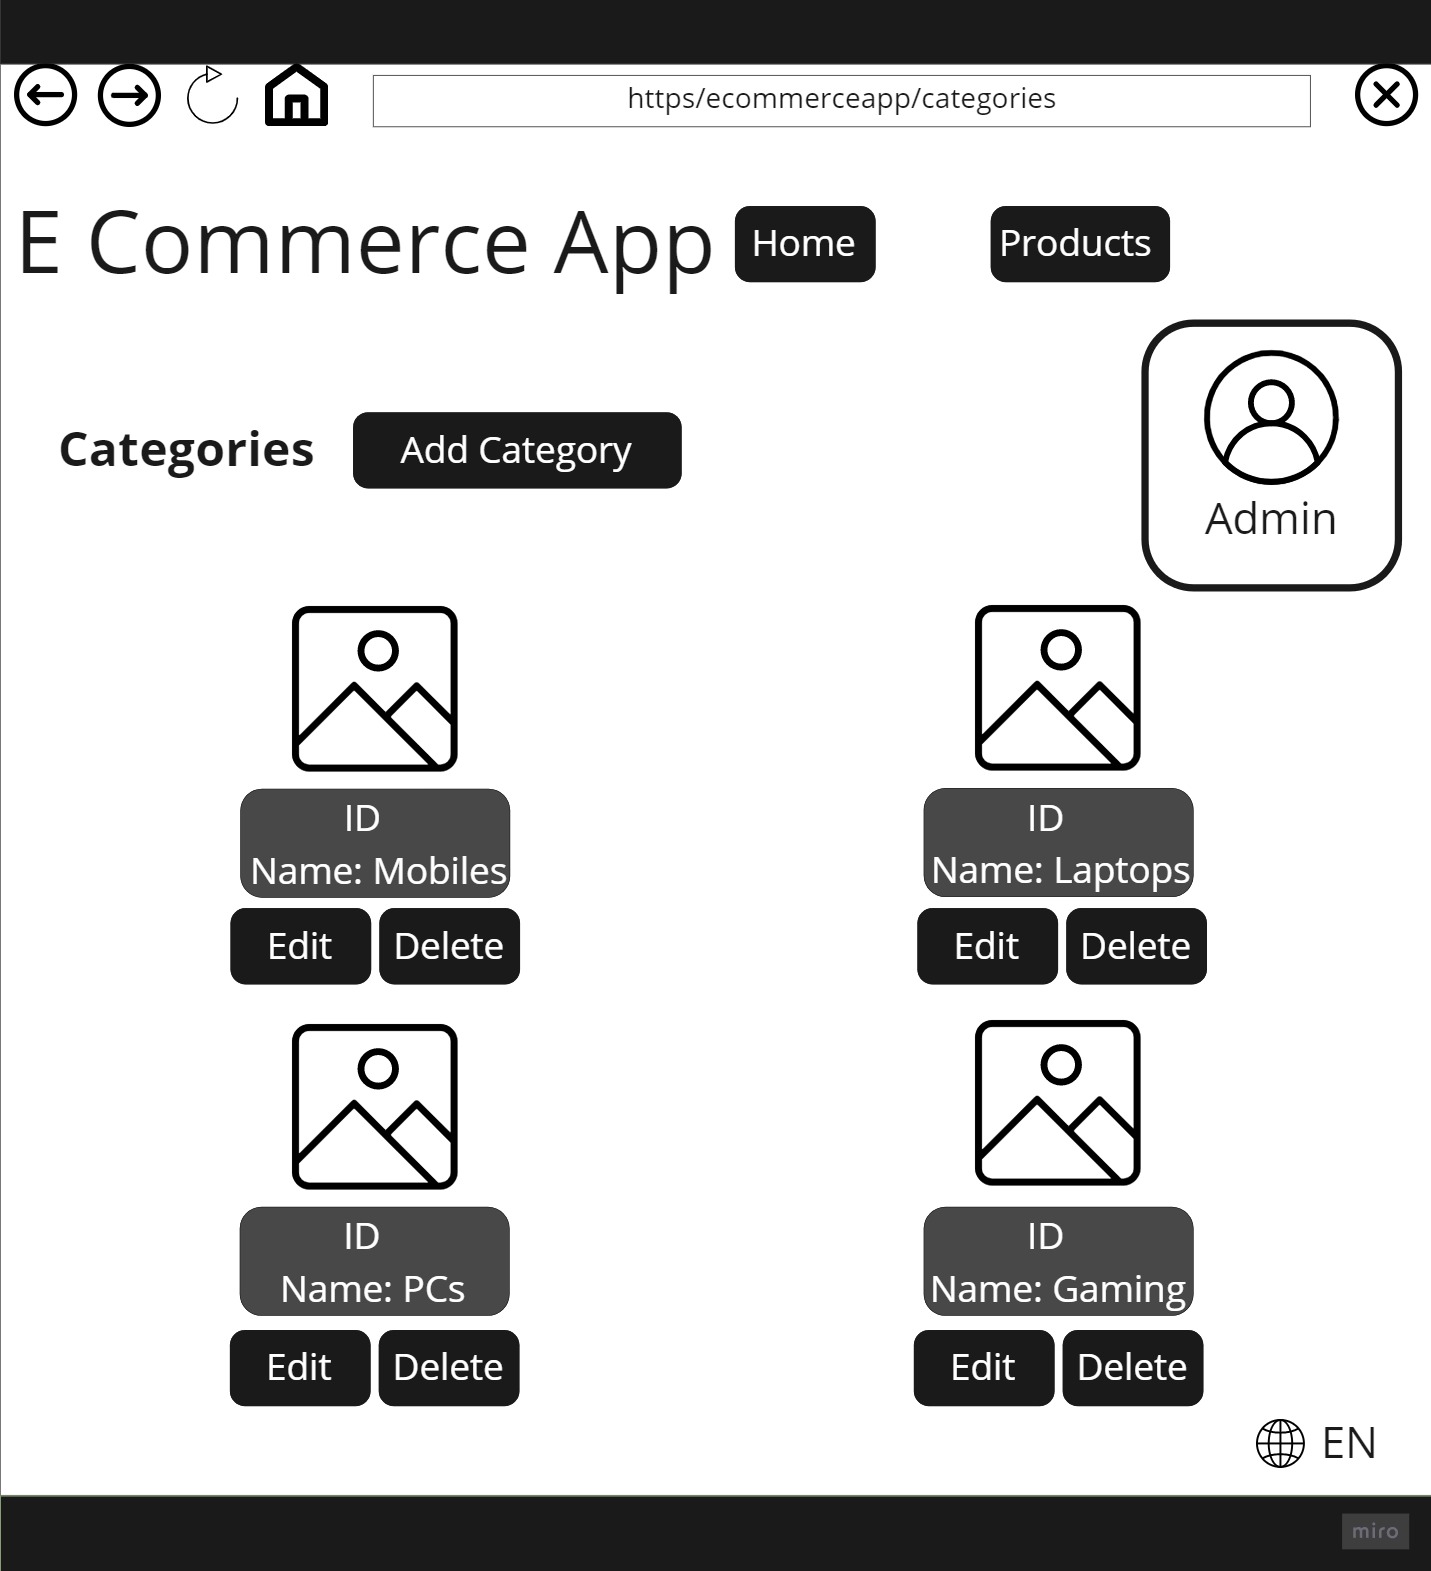 https/ecommerceapp/categories
E Commerce App
Home
Products
Categories
Add Category
Admin
ID
Name: Mobiles
Edit
Delete
ID
Name: Laptops
Edit
Delete
ID
Name: PCs
Edit
Delete
ID
Name: Gaming
Edit
Delete
EN
miro